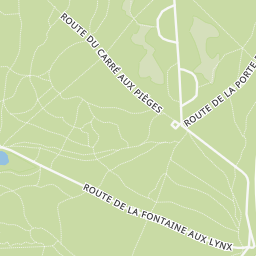 ROUTE DU CARRÉ AUX PIÈGES
ROUTE DE LA PORTE
ROUTE DE LA FONTAINE AUX LYNX